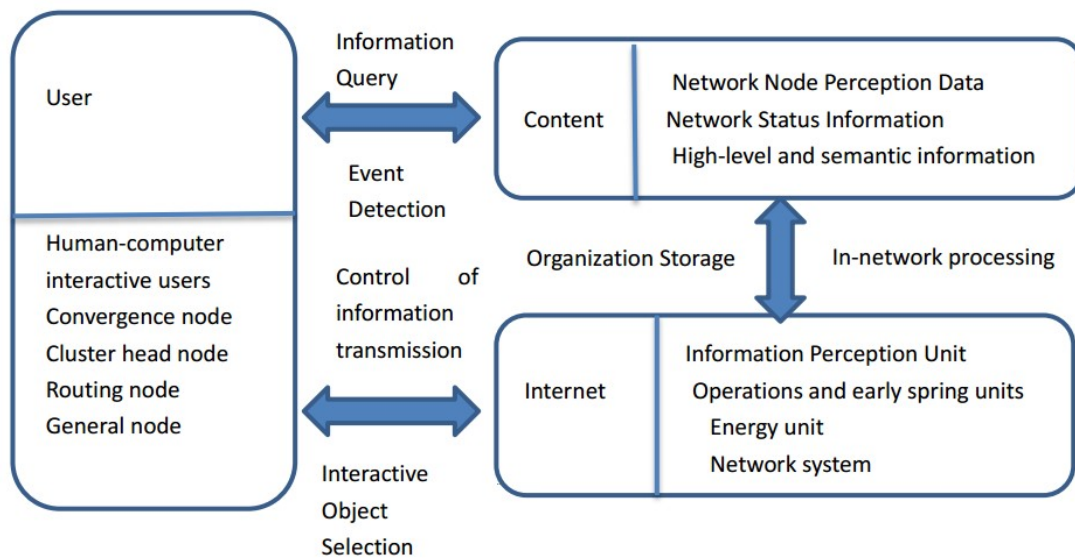 User
Human-computer
interactive users
Convergence node
Cluster head node
Routing node
General node
Information
Query
Event
Detection
Control of
information
transmission
Interactive
Object
Selection
Content
Network Node Perception Data
Network Status Information
High-level and semantic information
Organization Storage
In-network processing
Internet
Information Perception Unit
Operations and early spring units
Energy unit
Network system